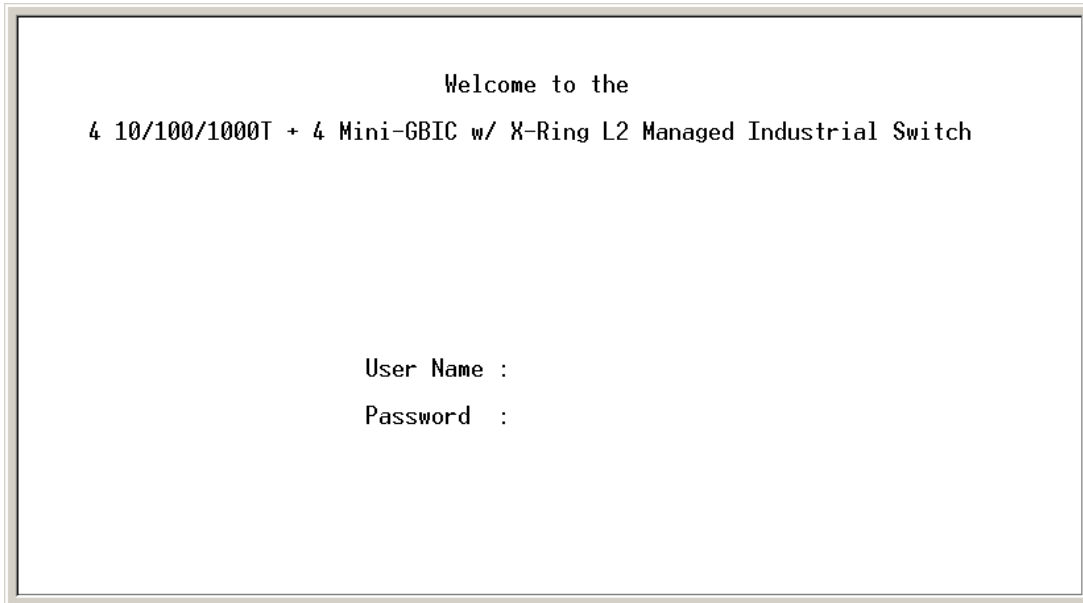 Welcome to the
4 10/100/1000T + 4 Mini-GBIC w/ X-Ring L2 Managed Industrial Switch
User Name :
Password :